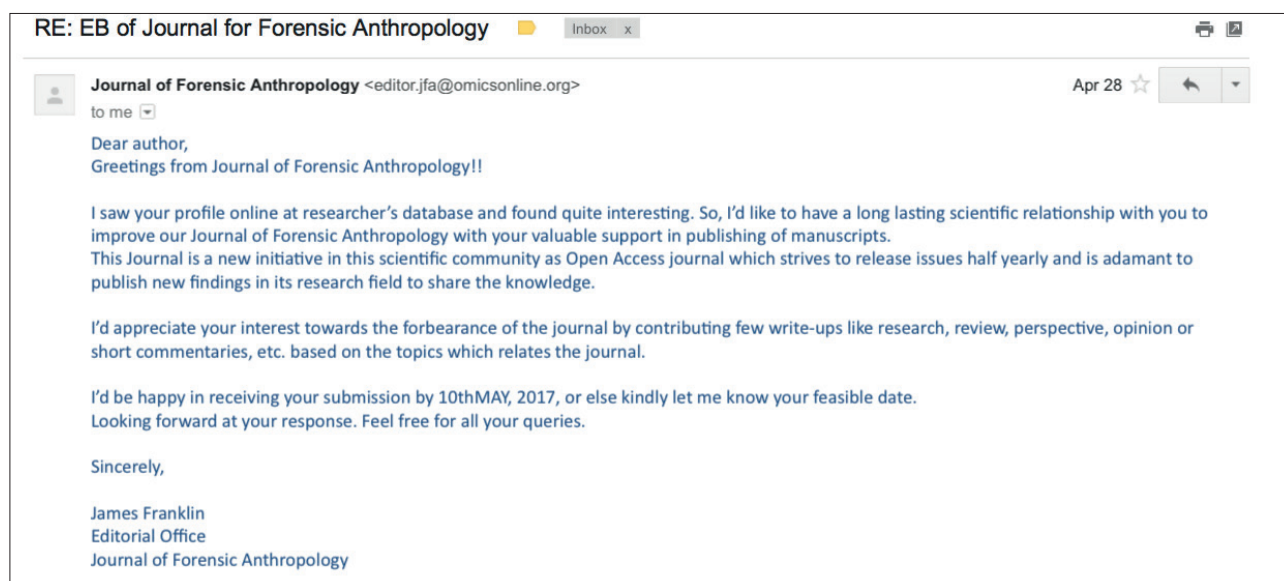 RE: EB of Journal for Forensic Anthropology Inbox x
Journal of Forensic Anthropology <editor.jfa@omicsonline.org> Apr 28
to me
Dear author,
Greetings from Journal of Forensic Anthropology!!
I saw your profile online at researcher's database and found quite interesting. So, I'd like to have a long lasting scientific relationship with you to
improve our Journal of Forensic Anthropology with your valuable support in publishing of manuscripts.
This Journal is a new initiative in this scientific community as Open Access journal which strives to release issues half yearly and is adamant to
publish new findings in its research field to share the knowledge.
I'd appreciate your interest towards the forbearance of the journal by contributing few write-ups like research, review, perspective, opinion or
short commentaries, etc. based on the topics which relates the journal.
I'd be happy in receiving your submission by 10thMAY, 2017, or else kindly let me know your feasible date.
Looking forward at your response. Feel free for all your queries.
Sincerely,
James Franklin
Editorial Office
Journal of Forensic Anthropology